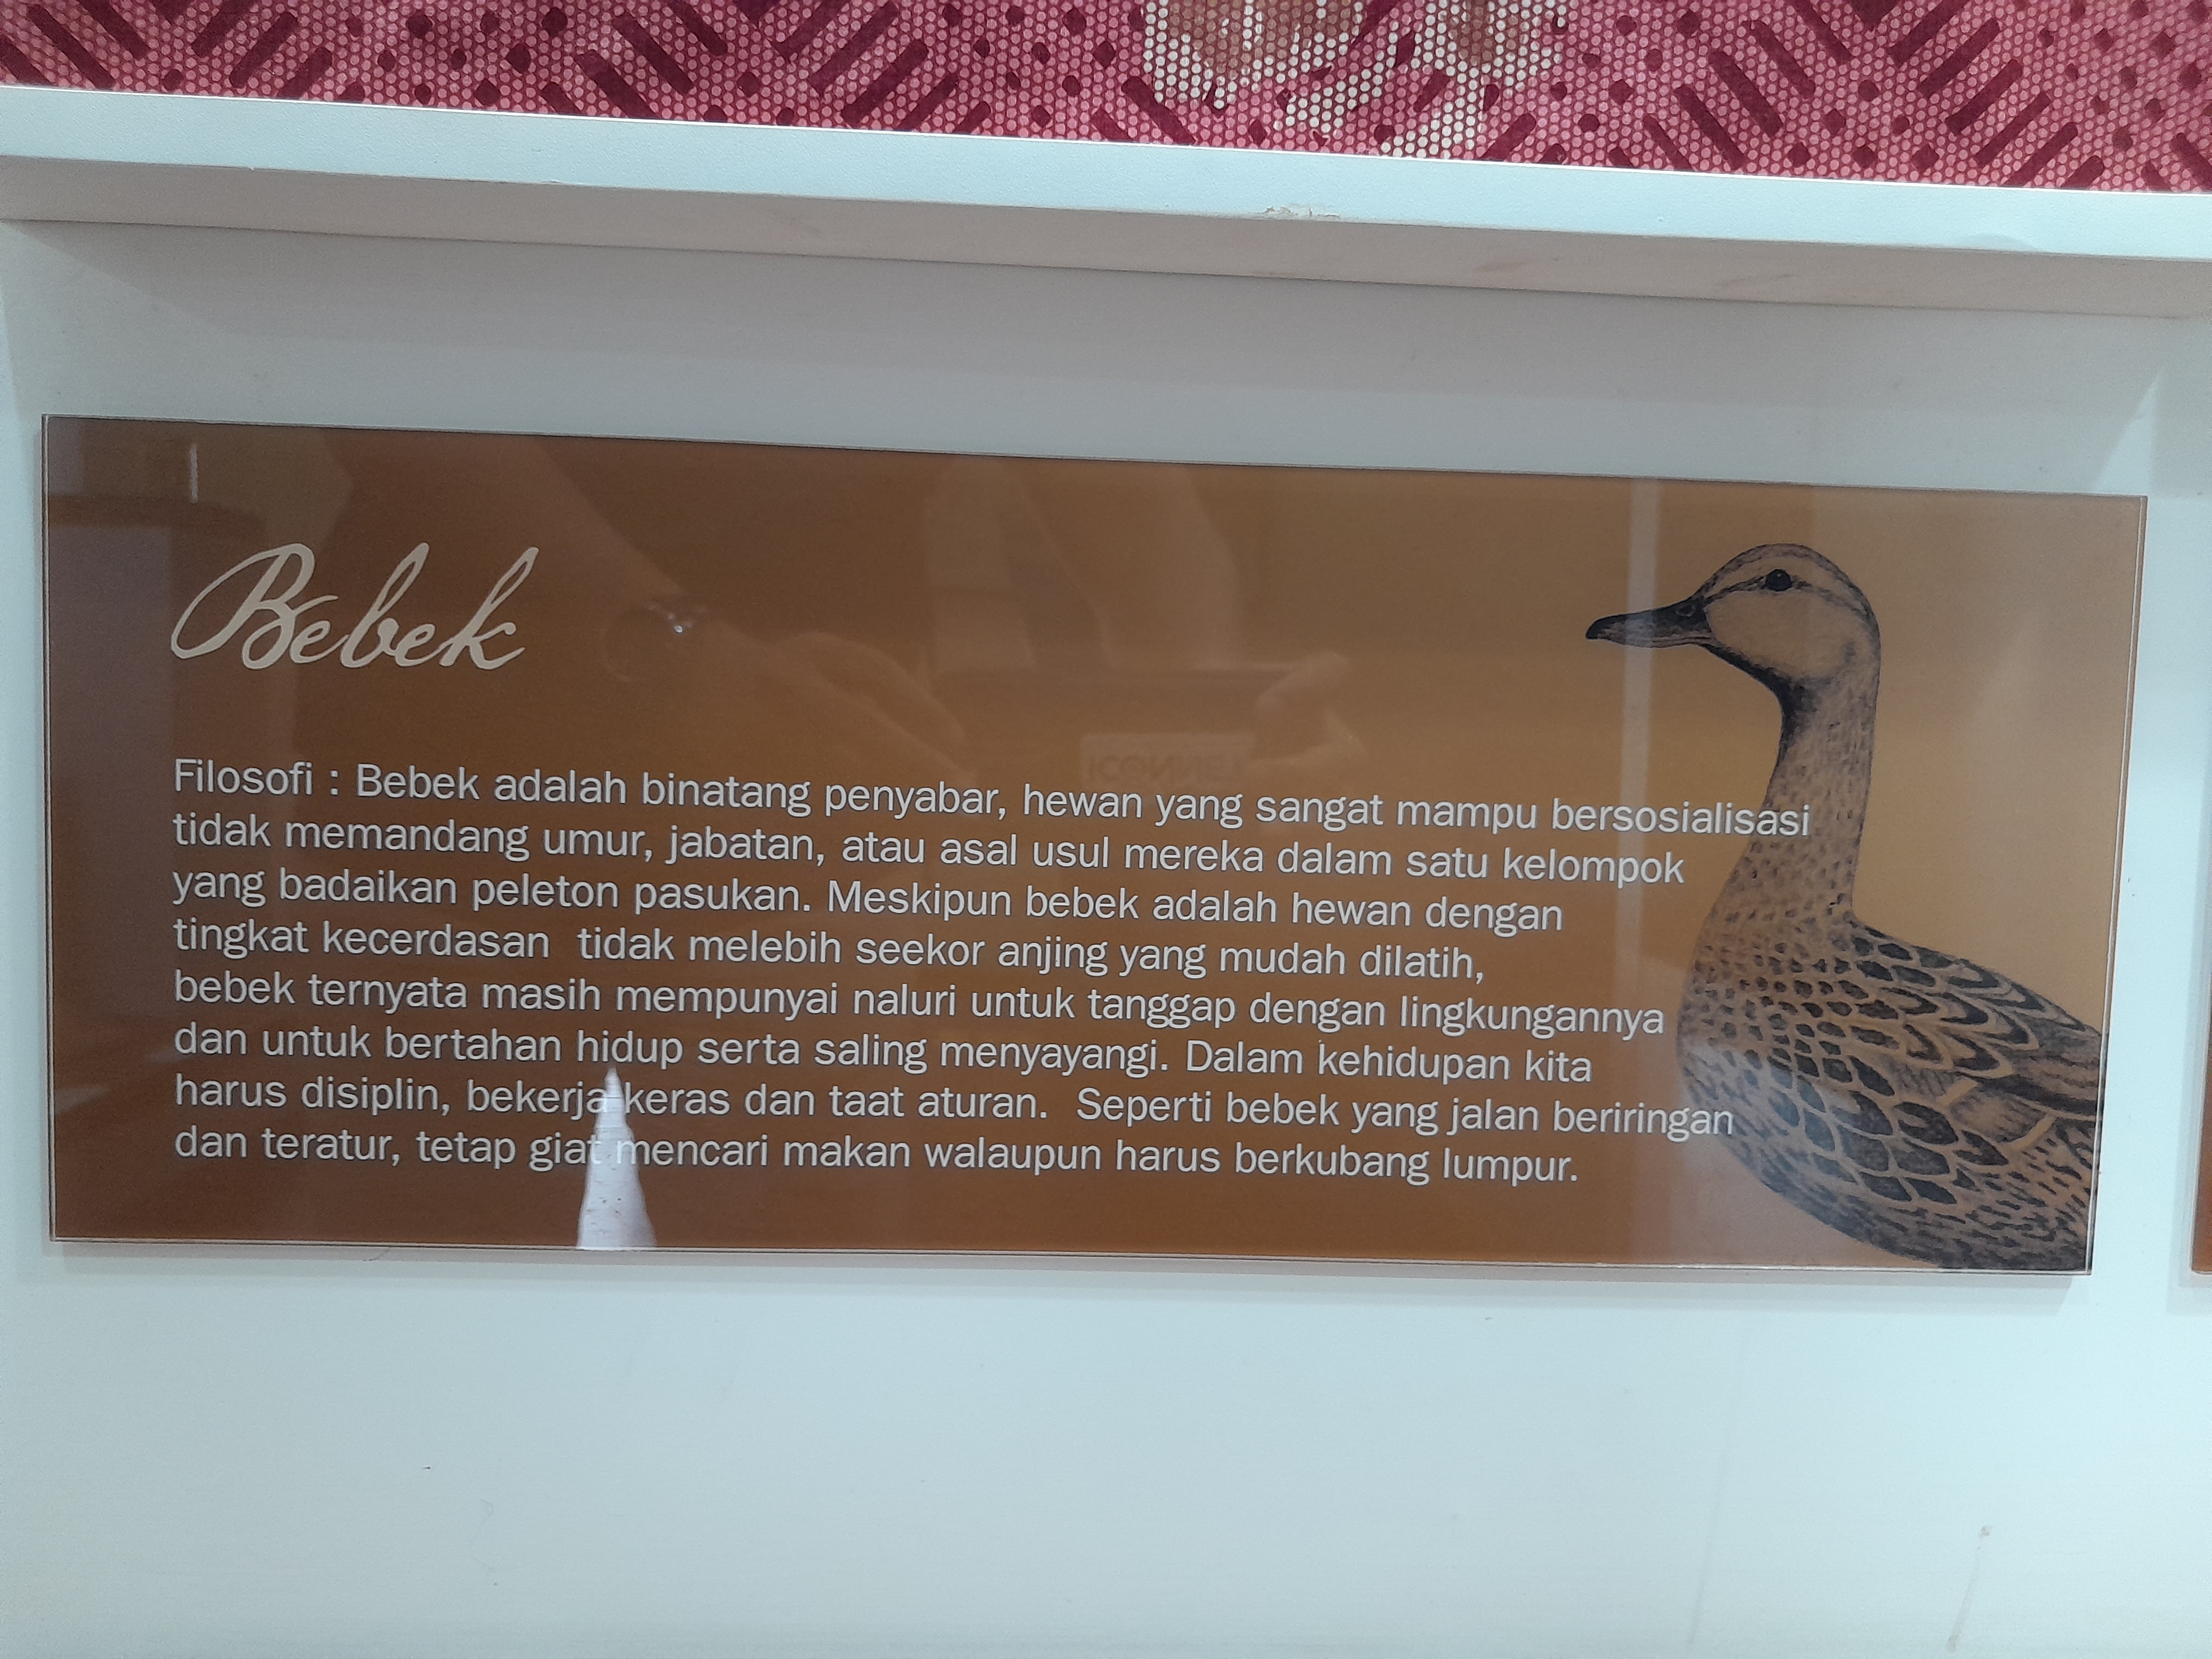 Bebek
Filosofi : Bebek adalah binatang penyabar, hewan yang sangat mampu bersosialisasi
tidak memandang umur, jabatan, atau asal usul mereka dalam satu kelompok
yang badaikan peleton pasukan. Meskipun bebek adalah hewan dengan
tingkat kecerdasan tidak melebih seekor anjing yang mudah dilatih,
bebek ternyata masih mempunyai naluri untuk tanggap dengan lingkungannya
dan untuk bertahan hidup serta saling menyayangi. Dalam kehidupan kita
harus disiplin, bekerja keras dan taat aturan. Seperti bebek yang jalan beriringan
dan teratur, tetap giat mencari makan walaupun harus berkubang lumpur.